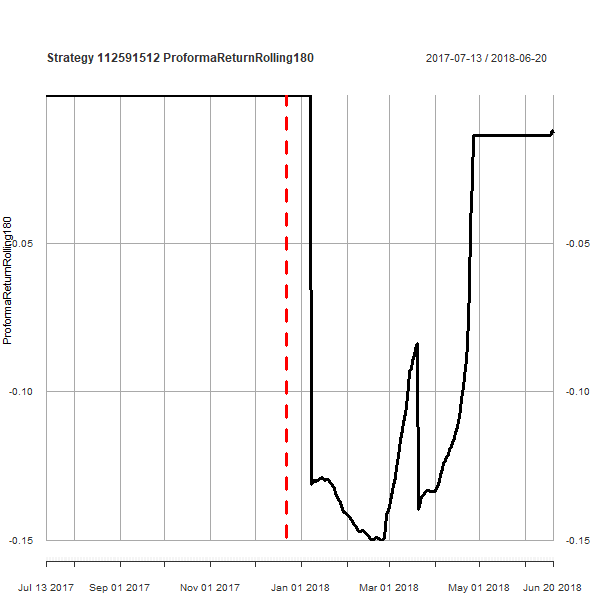 Strategy 112591512 ProformaReturnRolling180
2017-07-13 / 2018-06-20
ProformaReturnRolling180
-0.05
-0.05
-0.10
-0.10
-0.15
-0.15
Jul 13 2017
Sep 01 2017
Nov 01 2017
Jan 01 2018
Mar 01 2018
May 01 2018
Jun 20 2018